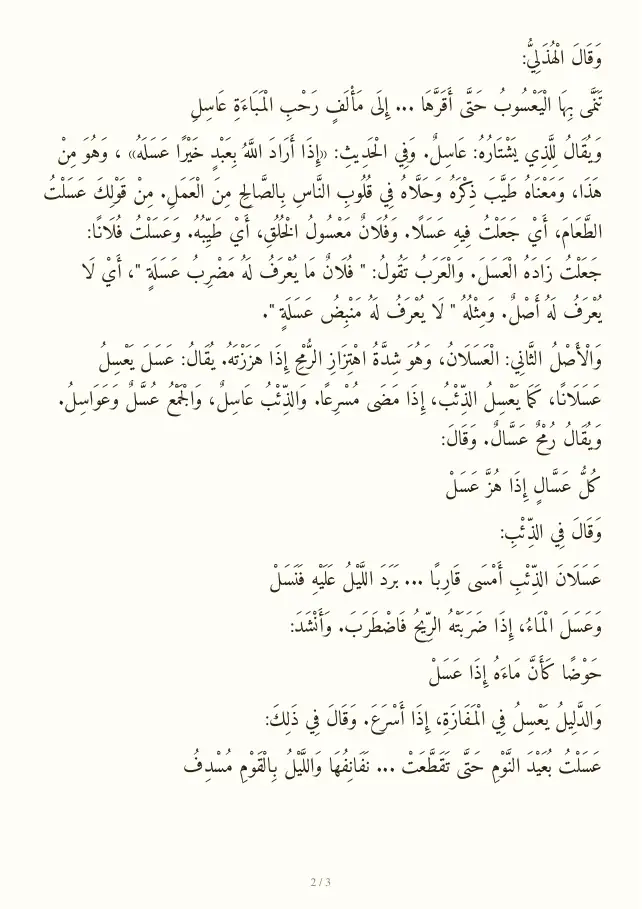 وَقَالَ الْهُذَلِيُّ:
تَنَمَّى بِهَا الْيَعْسُوبُ حَتَّى أَقَرَّهَا ... إِلَى مَأْلَفٍ رَحْبِ الْمَبَاءَةِ عَاسِلِ
وَيُقَالُ لِلَّذِي يَشْتَارُهُ: عَاسِلٌ. وَفِي الْحَدِيثِ: «إِذَا أَرَادَ اللَّهُ بِعَبْدٍ خَيْرًا عَسَلَهُ» ، وَهُوَ مِنْ
هَذَا، وَمَعْنَاهُ طَيَّبَ ذِكْرَهُ وَحَلَّاهُ فِي قُلُوبِ النَّاسِ بِالصَّالِحِ مِنَ الْعَمَلِ. مِنْ قَوْلِكَ عَسَلْتُ
الطَّعَامَ، أَيْ جَعَلْتُ فِيهِ عَسَلًا. وَفُلَانٌ مَعْسُولُ الْخُلُقِ، أَيْ طَيِّبُهُ. وَعَسَلْتُ فُلَانًا:
جَعَلْتُ زَادَهُ الْعَسَلَ. وَالْعَرَبُ تَقُولُ: " فُلَانٌ مَا يُعْرَفُ لَهُ مَضْرِبُ عَسَلَةٍ "، أَيْ لَا
يُعْرَفُ لَهُ أَصْلٌ. وَمِثْلُهُ " لَا يُعْرَفُ لَهُ مَنْبِضُ عَسَلَةٍ ".
وَالْأَصْلُ الثَّانِي: الْعَسَلَانُ، وَهُوَ شِدَّةُ اهْتِزَازِ الرُّمْحِ إِذَا هَزَزْتَهُ. يُقَالُ: عَسَلَ يَعْسِلُ
عَسَلَانًا، كَمَا يَعْسِلُ الذِّئْبُ، إِذَا مَضَى مُسْرِعًا. وَالذِّئْبُ عَاسِلٌ، وَالْجَمْعُ عُسَّلٌ وَعَوَاسِلُ.
وَيُقَالُ رُمْحٌ عَسَّالٌ. وَقَالَ:
كُلُّ عَسَّالٍ إِذَا هُزَّ عَسَلْ
وَقَالَ فِي الذِّئْبِ:
عَسَلَانَ الذِّئْبِ أَمْسَى قَارِبًا ... بَرَدَ اللَّيْلُ عَلَيْهِ فَنَسَلْ
وَعَسَلَ الْمَاءُ، إِذَا ضَرَبَتْهُ الرِّيحُ فَاضْطَرَبَ. وَأَنْشَدَ:
حَوْضًا كَأَنَّ مَاءَهُ إِذَا عَسَلْ
وَالدَّلِيلُ يَعْسِلُ فِي الْمَفَازَةِ، إِذَا أَسْرَعَ. وَقَالَ فِي ذَلِكَ:
عَسَلْتُ بُعَيْدَ النَّوْمِ حَتَّى تَقَطَّعَتْ ... نَفَانِفُهَا وَاللَّيْلُ بِالْقَوْمِ مُسْدِفُ
2 / 3